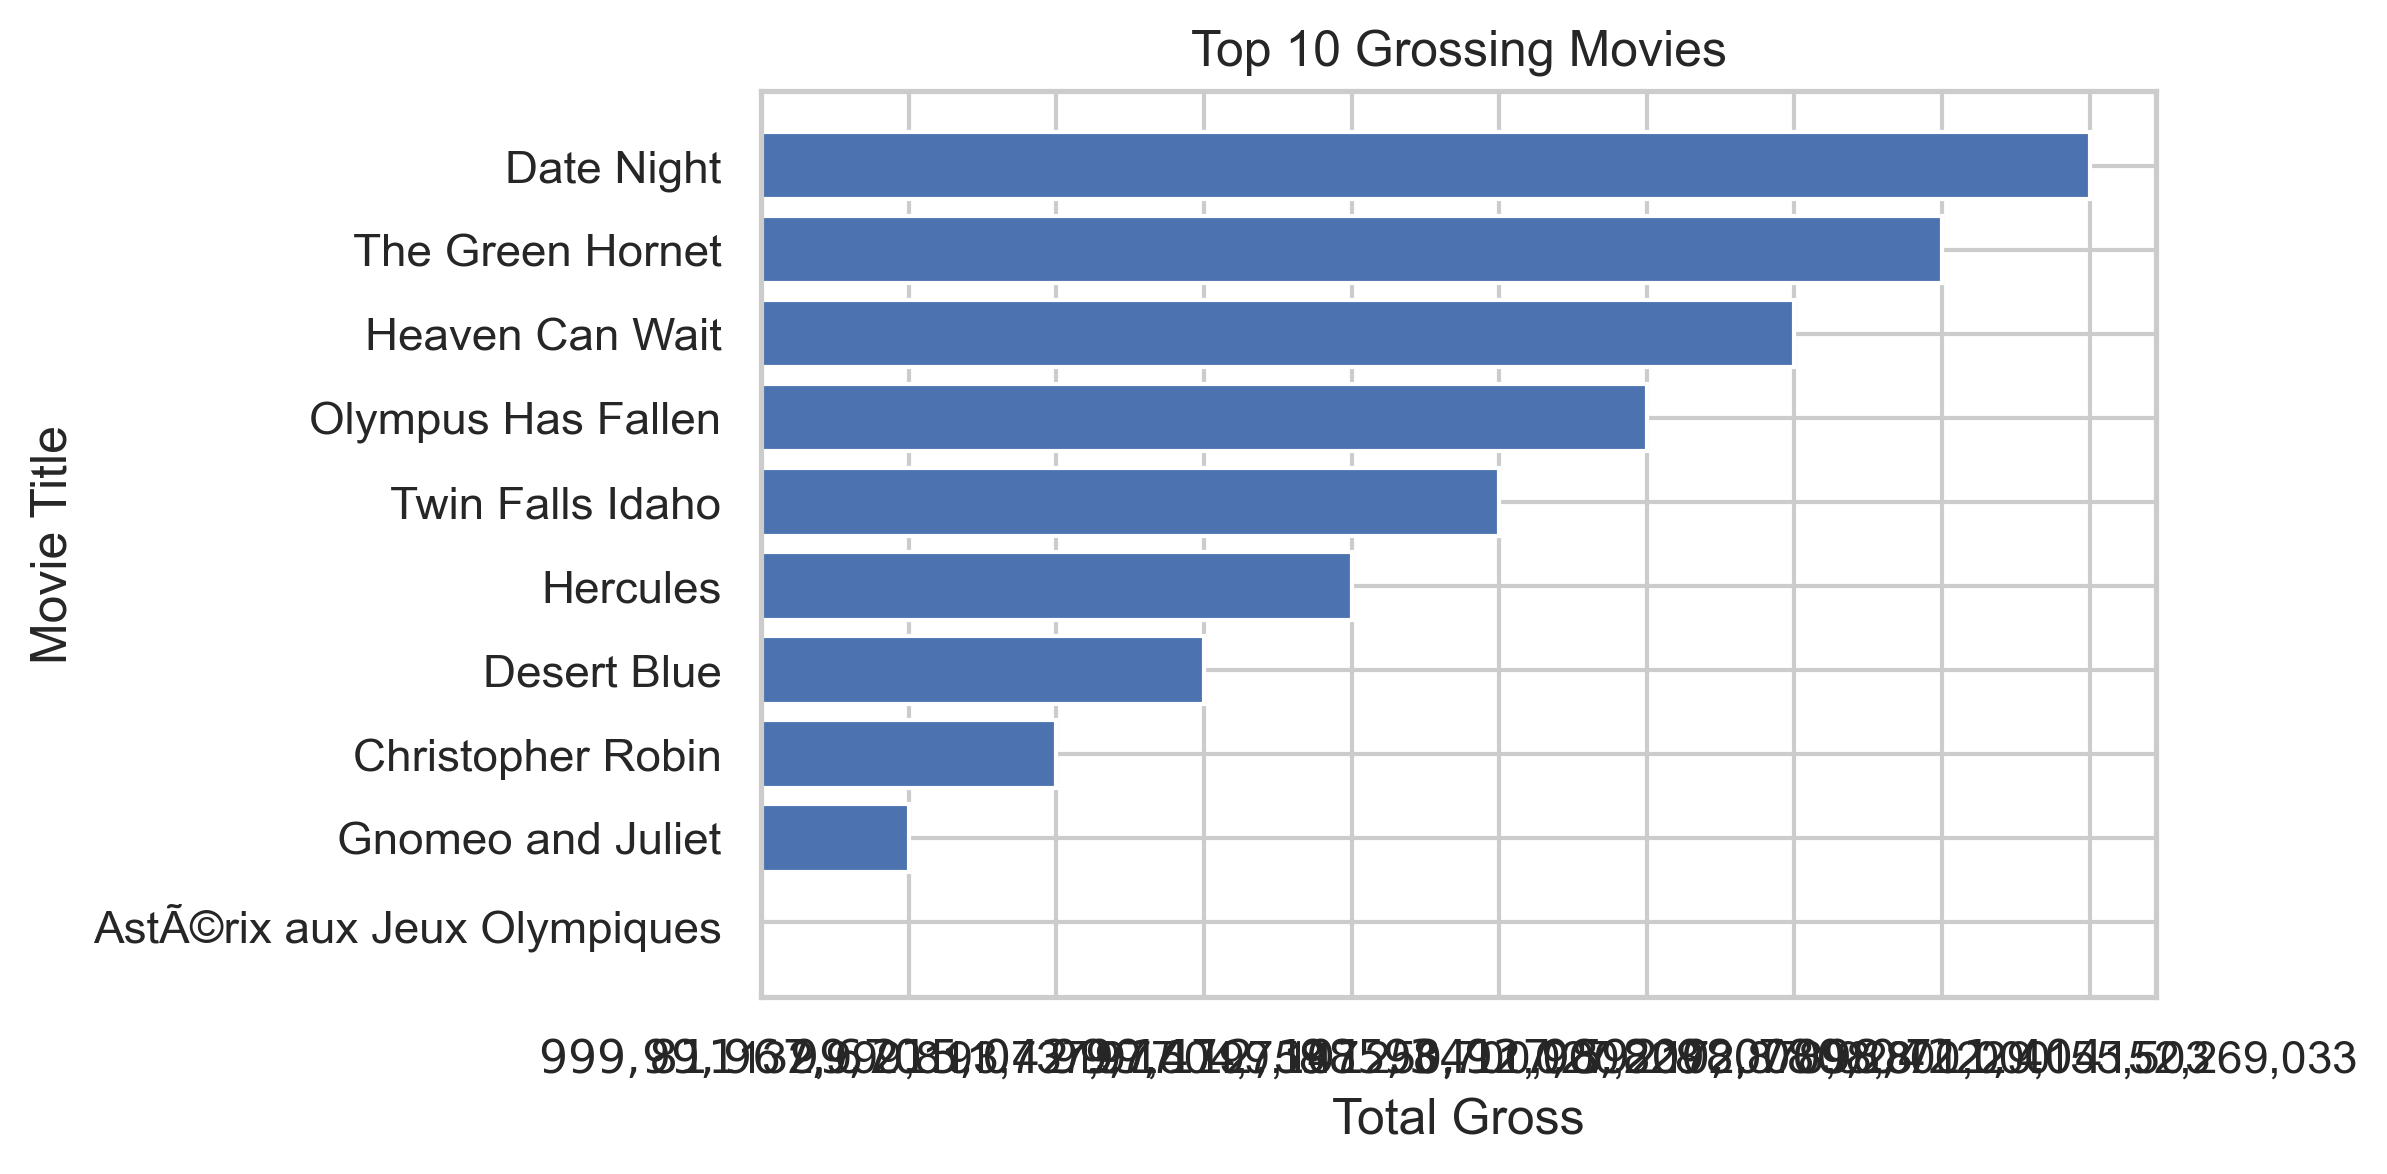 Top 10 Grossing Movies
Date Night
The Green Hornet
Heaven Can Wait
Olympus Has Fallen
Twin Falls Idaho
Hercules
Desert Blue
Christopher Robin
Gnomeo and Juliet
AstÃ©rix aux Jeux Olympiques
Movie Title
Total Gross